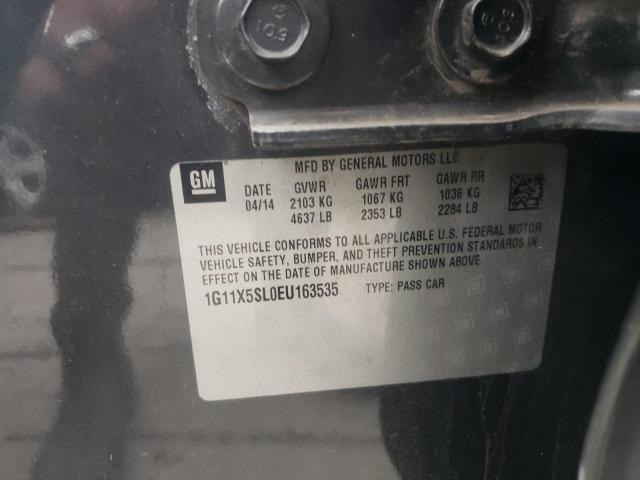 10.9
GM
MFD BY GENERAL MOTORS LLC
DATE GVWR GAWR FRT GAWR RR
04/14 2103 KG 1067 KG 1036 KG
4637 LB 2353 LB 2284 LB
THIS VEHICLE CONFORMS TO ALL APPLICABLE U.S. FEDERAL MOTOR
VEHICLE SAFETY, BUMPER, AND THEFT PREVENTION STANDARDS IN
EFFECT ON THE DATE OF MANUFACTURE SHOWN ABOVE.
1G11X5SL0EU163535 TYPE: PASS CAR